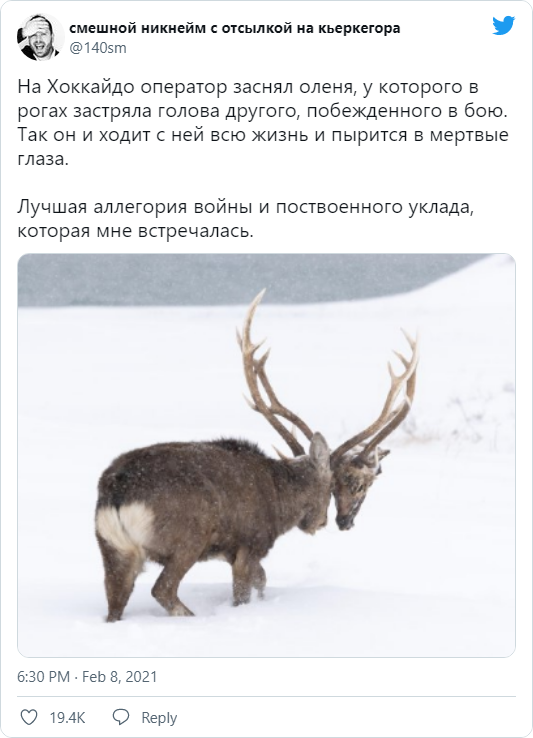 смешной никнейм с отсылкой на кьеркегора
@140sm
На Хоккайдо оператор заснял оленя, у которого в
рогах застряла голова другого, побежденного в бою.
Так он и ходит с ней всю жизнь и пырится в мертвые
глаза.
Лучшая аллегория войны и поствоенного уклада,
которая мне встречалась.
6:30 PM · Feb 8, 2021
19.4K Reply